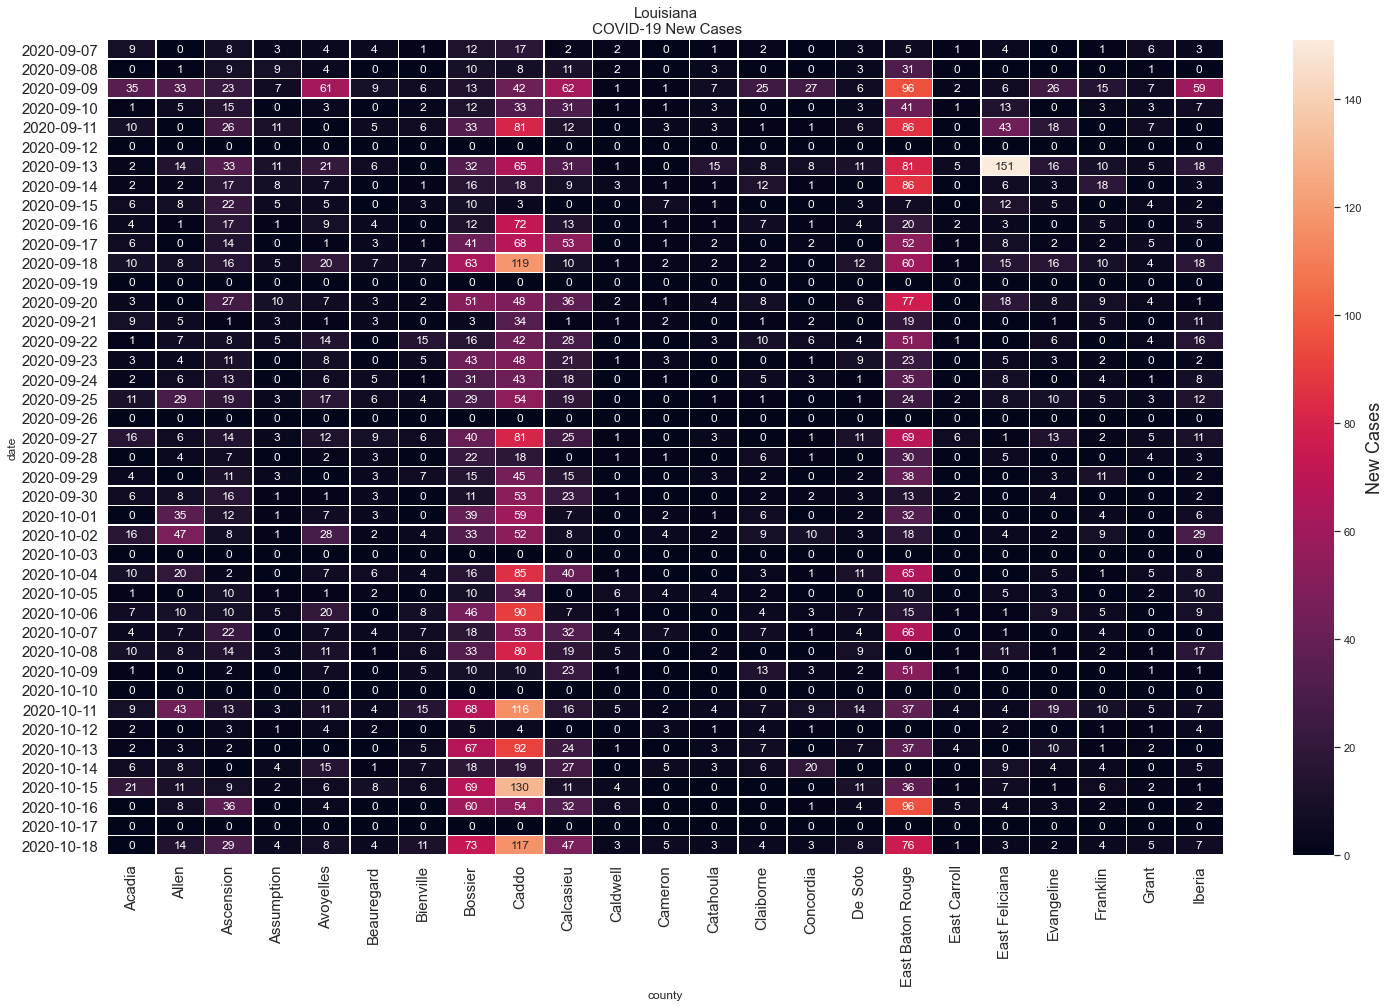 Louisiana
COVID-19 New Cases
2020-09-07 9 0 8 3 4 4 1 12 17 2 2 0 1 2 0 3 5 1 4 0 1 6 3
2020-09-08 0 1 9 9 4 0 0 10 8 11 2 0 3 0 0 3 31 0 0 0 0 1 0
2020-09-09 35 33 23 7 61 9 6 13 42 62 1 1 7 25 27 6 96 2 6 26 15 7 59
2020-09-10 1 5 15 0 3 0 2 12 33 31 1 1 3 0 0 3 41 0 13 0 3 3 7
2020-09-11 10 0 26 11 0 5 6 33 81 12 0 3 3 1 1 6 86 0 43 18 0 7 0
2020-09-12 0 0 0 0 0 0 0 0 0 0 0 0 0 0 0 0 0 0 0 0 0 0 0
2020-09-13 2 14 33 11 21 6 0 32 65 31 1 0 15 8 8 11 81 5 151 16 10 5 18
2020-09-14 2 2 17 8 7 0 1 16 18 9 3 1 1 12 1 0 86 0 6 3 18 0 3
2020-09-15 6 8 22 5 5 0 3 10 3 0 0 7 1 0 0 3 7 0 12 5 0 4 2
2020-09-16 4 1 17 1 9 4 0 12 72 13 0 1 1 7 1 4 20 2 3 0 5 0 5
2020-09-17 6 0 14 0 1 3 1 41 68 53 0 1 2 0 2 0 52 1 8 2 2 5 0
2020-09-18 10 8 16 5 20 7 7 63 119 10 1 2 2 2 0 12 60 1 15 16 10 4 18
2020-09-19 0 0 0 0 0 0 0 0 0 0 0 0 0 0 0 0 0 0 0 0 0 0 0
2020-09-20 3 0 27 10 7 3 2 51 48 36 2 1 4 8 0 6 77 0 18 8 9 4 1
2020-09-21 9 5 1 3 1 3 0 3 34 1 1 2 0 1 2 0 19 0 0 1 5 0 11
2020-09-22 1 7 8 5 14 0 15 16 42 28 0 0 3 10 6 4 51 1 0 6 0 4 16
2020-09-23 3 4 11 0 8 0 5 43 48 21 1 3 0 0 1 9 23 0 5 3 2 0 2
2020-09-24 2 6 13 0 6 5 1 31 43 18 0 1 0 5 3 1 35 0 8 0 4 1 8
2020-09-25 11 29 19 3 17 6 4 29 54 19 0 0 1 1 0 1 24 2 8 10 5 3 12
2020-09-26 0 0 0 0 0 0 0 0 0 0 0 0 0 0 0 0 0 0 0 0 0 0 0
2020-09-27 16 6 14 3 12 9 6 40 81 25 1 0 3 0 1 11 69 6 1 13 2 5 11
2020-09-28 0 4 7 0 2 3 0 22 18 0 1 1 0 6 1 0 30 0 5 0 0 4 3
2020-09-29 4 0 11 3 0 3 7 15 45 15 0 0 3 2 0 2 38 0 0 3 11 0 2
2020-09-30 6 8 16 1 1 3 0 11 53 23 1 0 0 2 2 3 13 2 0 4 0 0 2
2020-10-01 0 35 12 1 7 3 0 39 59 7 0 2 1 6 0 2 32 0 0 0 4 0 6
2020-10-02 16 47 8 1 28 2 4 33 52 8 0 4 2 9 10 3 18 0 4 2 9 0 29
2020-10-03 0 0 0 0 0 0 0 0 0 0 0 0 0 0 0 0 0 0 0 0 0 0 0
2020-10-04 10 20 2 0 7 6 4 16 85 40 1 0 0 3 1 11 65 0 0 5 1 5 8
2020-10-05 1 0 10 1 1 2 0 10 34 0 6 4 4 2 0 0 10 0 5 3 0 2 10
2020-10-06 7 10 10 5 20 0 8 46 90 7 1 0 0 4 3 7 15 1 1 9 5 0 9
2020-10-07 4 7 22 0 7 4 7 18 53 32 4 7 0 7 1 4 66 0 1 0 4 0 0
2020-10-08 10 8 14 3 11 1 6 33 80 19 5 0 2 0 0 9 0 1 11 1 2 1 17
2020-10-09 1 0 2 0 7 0 5 10 10 23 1 0 0 13 3 2 51 1 0 0 0 1 1
2020-10-10 0 0 0 0 0 0 0 0 0 0 0 0 0 0 0 0 0 0 0 0 0 0 0
2020-10-11 9 43 13 3 11 4 15 68 116 16 5 2 4 7 9 14 37 4 4 19 10 5 7
2020-10-12 2 0 3 1 4 2 0 5 4 0 0 3 1 4 1 0 0 0 2 0 1 1 4
2020-10-13 2 3 2 0 0 0 5 67 92 24 1 0 3 7 0 7 37 4 0 10 1 2 0
2020-10-14 6 8 0 4 15 1 7 18 19 27 0 5 3 6 20 0 0 0 9 4 4 0 5
2020-10-15 21 11 9 2 6 8 6 69 130 11 4 0 0 0 0 11 36 1 7 1 6 2 1
2020-10-16 0 8 36 0 4 0 0 60 54 32 6 0 0 0 1 4 96 5 4 3 2 0 2
2020-10-17 0 0 0 0 0 0 0 0 0 0 0 0 0 0 0 0 0 0 0 0 0 0 0
2020-10-18 0 14 29 4 8 4 11 73 117 47 3 5 3 4 3 8 76 1 3 2 4 5 7
date
Acadia Allen Ascension Assumption Avoyelles Beauregard Bienville Bossier Caddo Calcasieu Caldwell Cameron Catahoula Claiborne Concordia De Soto East Baton Rouge East Carroll East Feliciana Evangeline Franklin Grant Iberia
county
140
120
100
80
60
40
20
0
New Cases